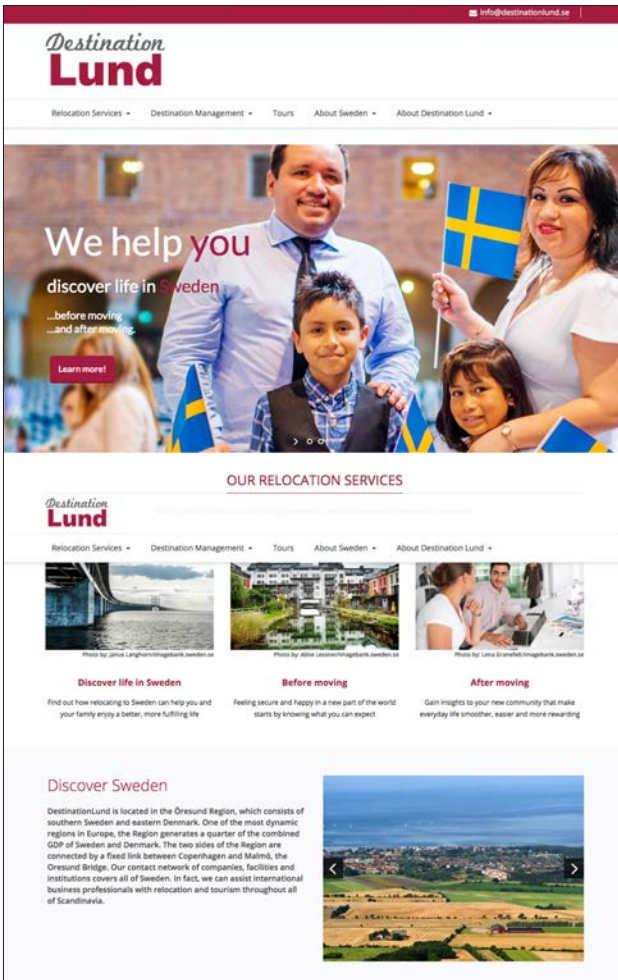 info@destinationlund.se
Destination
Lund
Relocation Services Destination Management Tours About Sweden About Destination Lund
We help you
discover life in Sweden
...before moving
...and after moving.
Learn more!
OUR RELOCATION SERVICES
Destination
Lund
Relocation Services Destination Management Tours About Sweden About Destination Lund
Photo by: Janus Langhorn/imagebank.sweden.se Photo by: Aline Lessner/imagebank.sweden.se Photo by: Lena Granefelt/imagebank.sweden.se
Discover life in Sweden Before moving After moving
Find out how relocating to Sweden can help you and Feeling secure and happy in a new part of the world Gain insights to your new community that make
your family enjoy a better, more fulfilling life starts by knowing what you can expect everyday life smoother, easier and more rewarding
Discover Sweden
DestinationLund is located in the Öresund Region, which consists of
southern Sweden and eastern Denmark. One of the most dynamic
regions in Europe, the Region generates a quarter of the combined
GDP of Sweden and Denmark. The two sides of the Region are
connected by a fixed link between Copenhagen and Malmö, the
Oresund Bridge. Our contact network of companies, facilities and
institutions covers all of Sweden. In fact, we can assist international
business professionals with relocation and tourism throughout all
of Scandinavia.